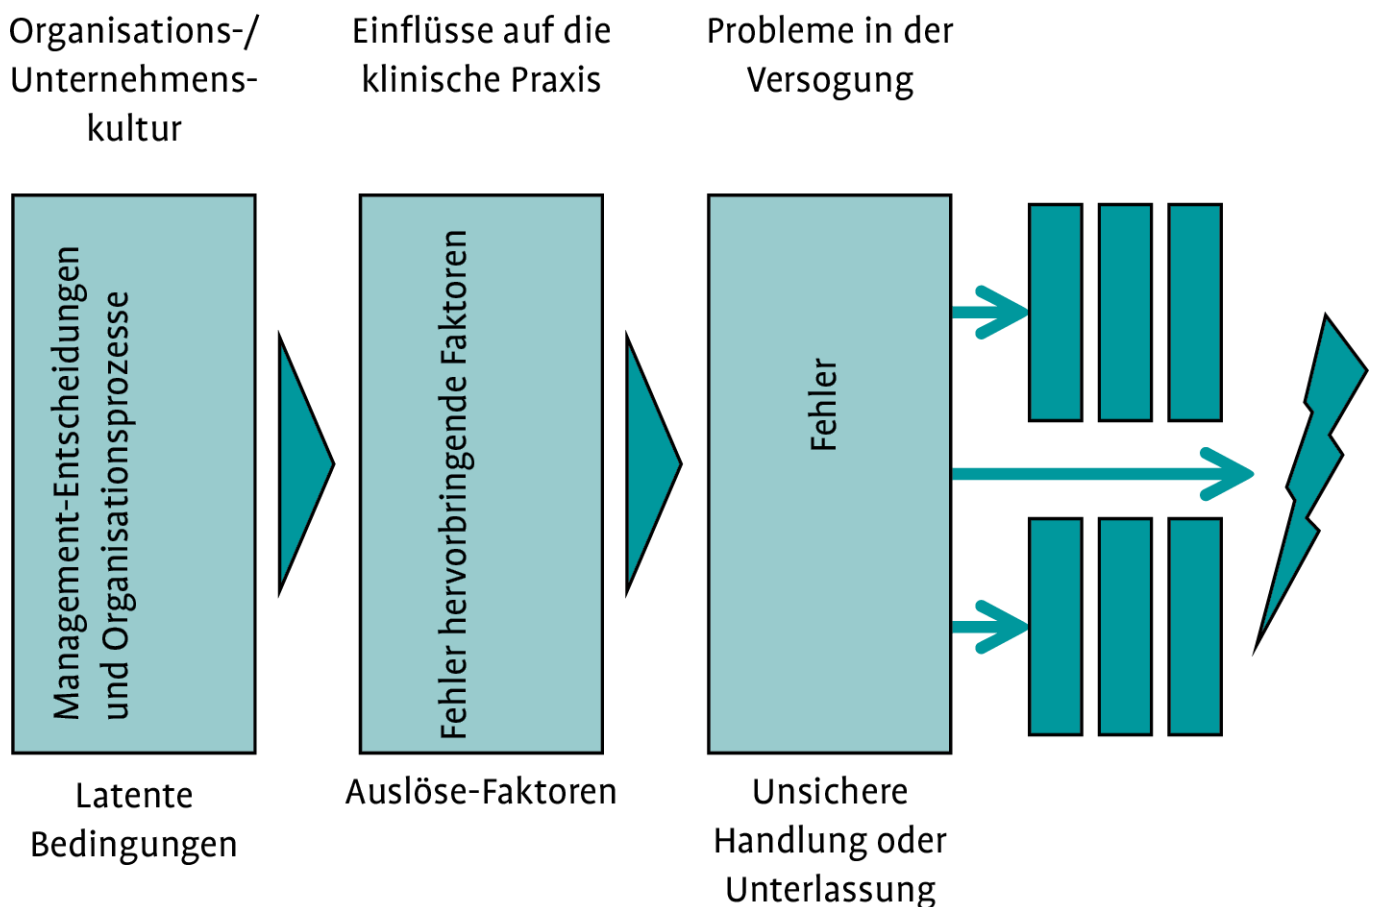 Organisations-/
Unternehmens-
kultur
Einflüsse auf die
klinische Praxis
Probleme in der
Versogung
Management-Entscheidungen
und Organisationsprozesse
Fehler hervorbringende Faktoren
Fehler
Latente
Bedingungen
Auslöse-Faktoren
Unsichere
Handlung oder
Unterlassung